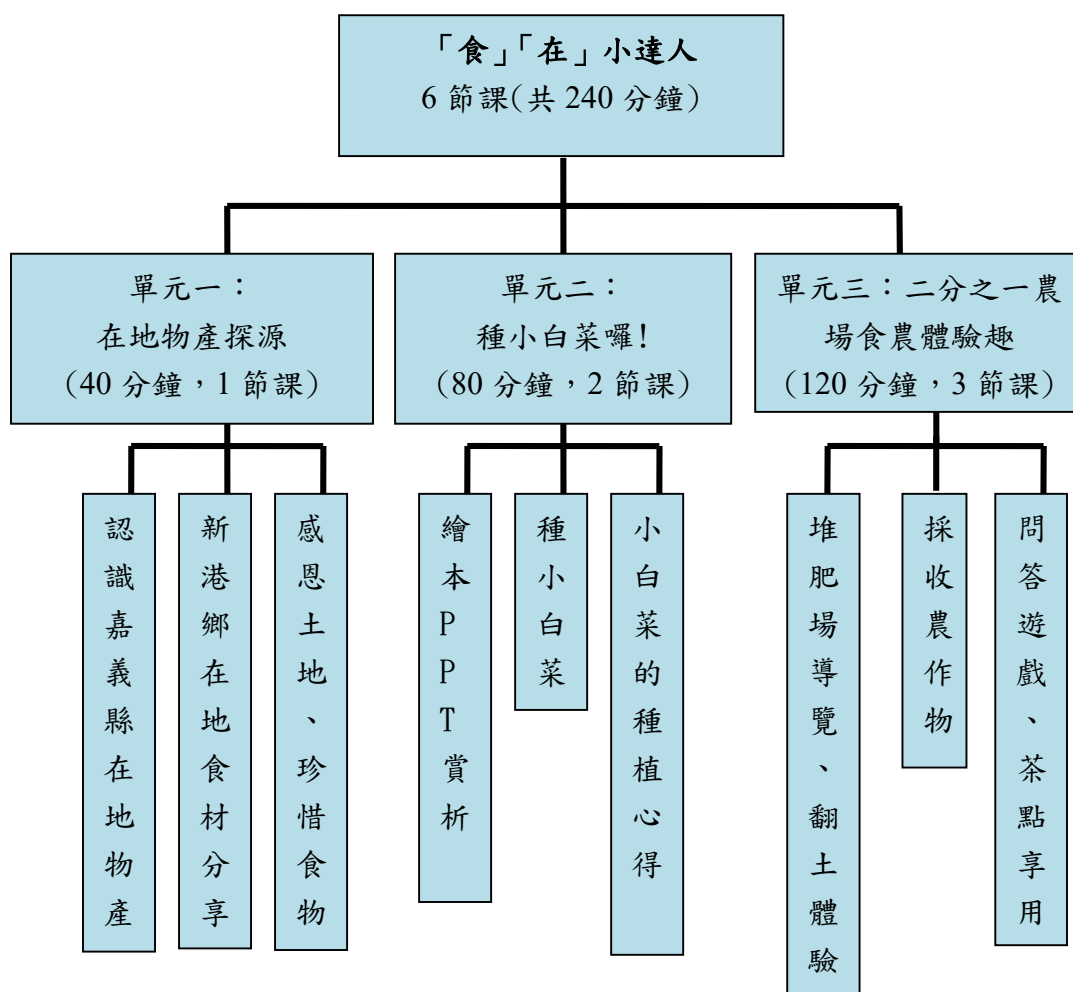 「食」「在」小達人
6 節課(共 240 分鐘)
單元一：
在地物產探源
(40 分鐘，1 節課)
單元二：
種小白菜囉!
(80 分鐘，2 節課)
單元三：二分之一農
場食農體驗趣
(120 分鐘，3 節課)
認識嘉義縣在地物產
新港鄉在地食材分享
感恩土地、珍惜食物
繪本PPT賞析
種小白菜
小白菜的種植心得
堆肥場導覽、翻土體驗
採收農作物
問答遊戲、茶點享用